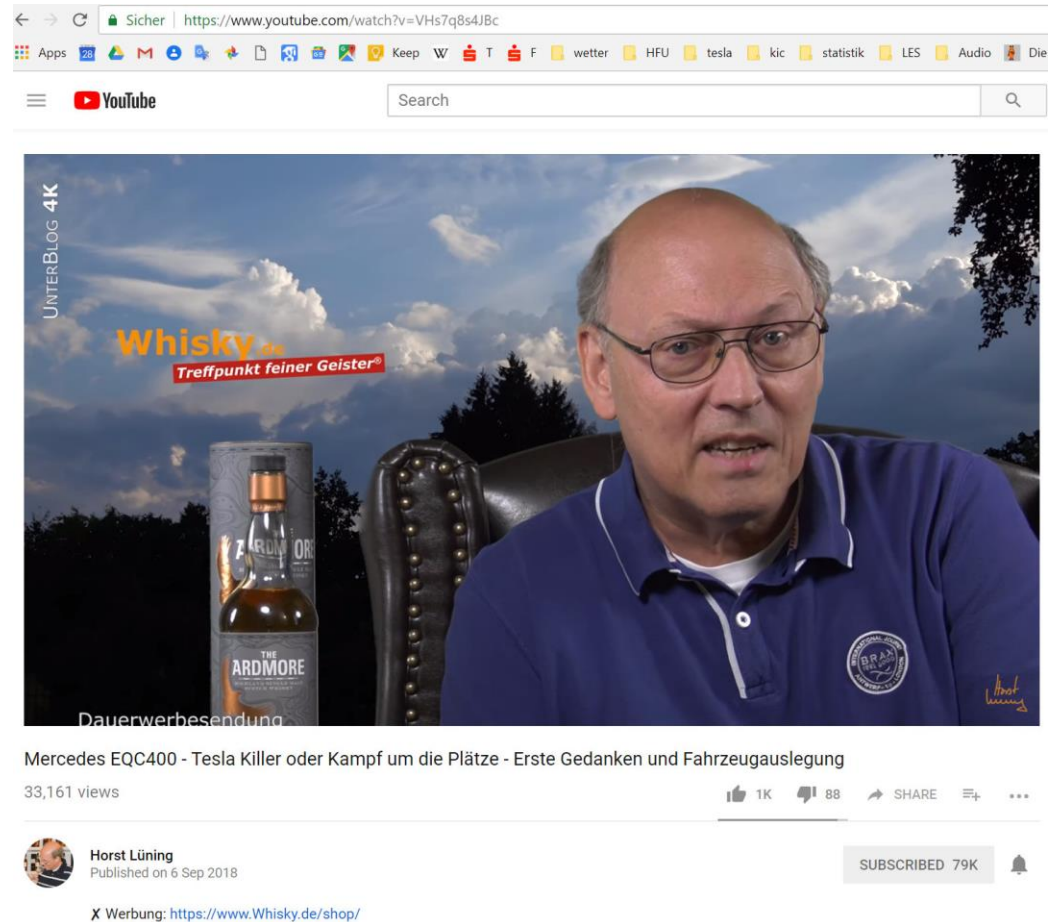 Sicher | https://www.youtube.com/watch?v=VHs7q8s4JBc
Apps 28 Keep W T F wetter HFU tesla kic statistik LES Audio Die
YouTube Search
UNTERBLOG 4K
Whisky.de
Treffpunkt feiner Geister®
THE
ARDMORE
BRAX
Dauerwerbesendung
Horst
Lüning
Mercedes EQC400 - Tesla Killer oder Kampf um die Plätze - Erste Gedanken und Fahrzeugauslegung
33,161 views 1K 88 SHARE
Horst Lüning
Published on 6 Sep 2018
SUBSCRIBED 79K
✗ Werbung: https://www.Whisky.de/shop/